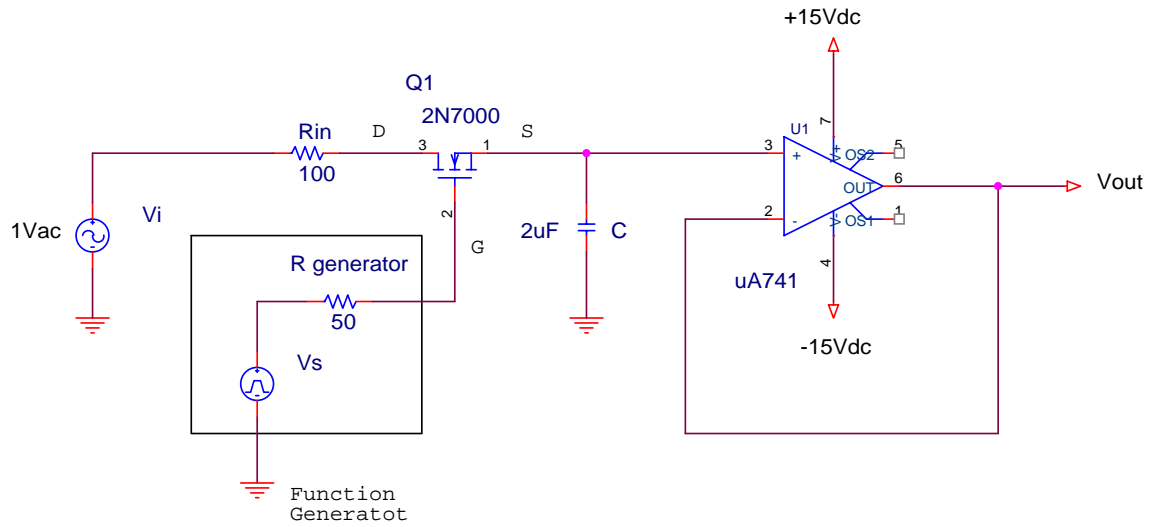 +15Vdc
Q1
2N7000
Rin
D
S
3
1
100
2
G
U1
7
V+
3
+
OS2
5
OUT
6
2
-
OS1
1
V-
4
Vout
1Vac
Vi
2uF
C
uA741
-15Vdc
R generator
50
Vs
Function
Generatot